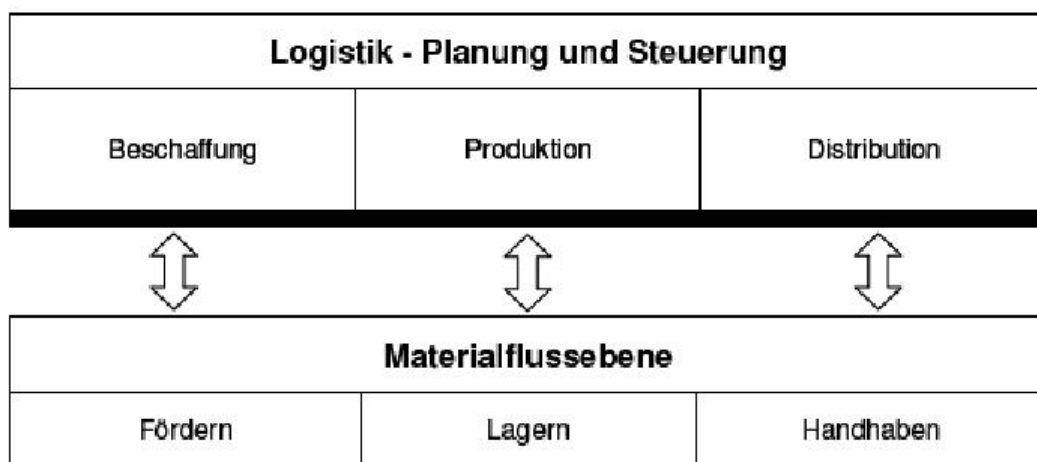 Logistik - Planung und Steuerung
Beschaffung
Produktion
Distribution
Materialflussebene
Fördern
Lagern
Handhaben